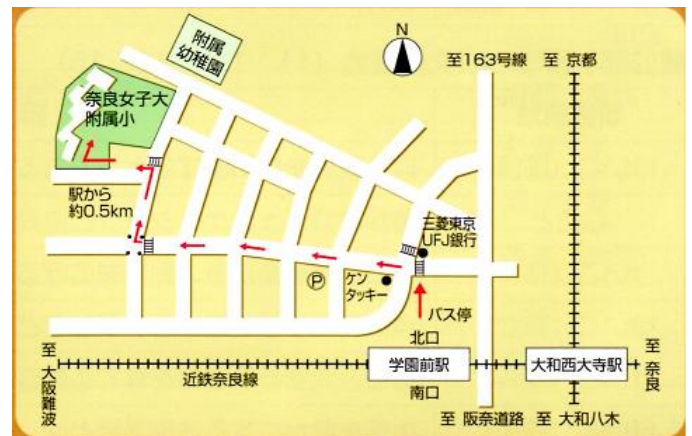 附属
幼稚園
N
至163号線
至 京都
奈良女子大
附属小
駅から
約0.5km
三菱東京
UFJ銀行
P
ケン
タッキー
バス停
北口
学園前駅
大和西大寺駅
南口
近鉄奈良線
至 大阪難波
至 奈良
至 阪奈道路
至 大和八木